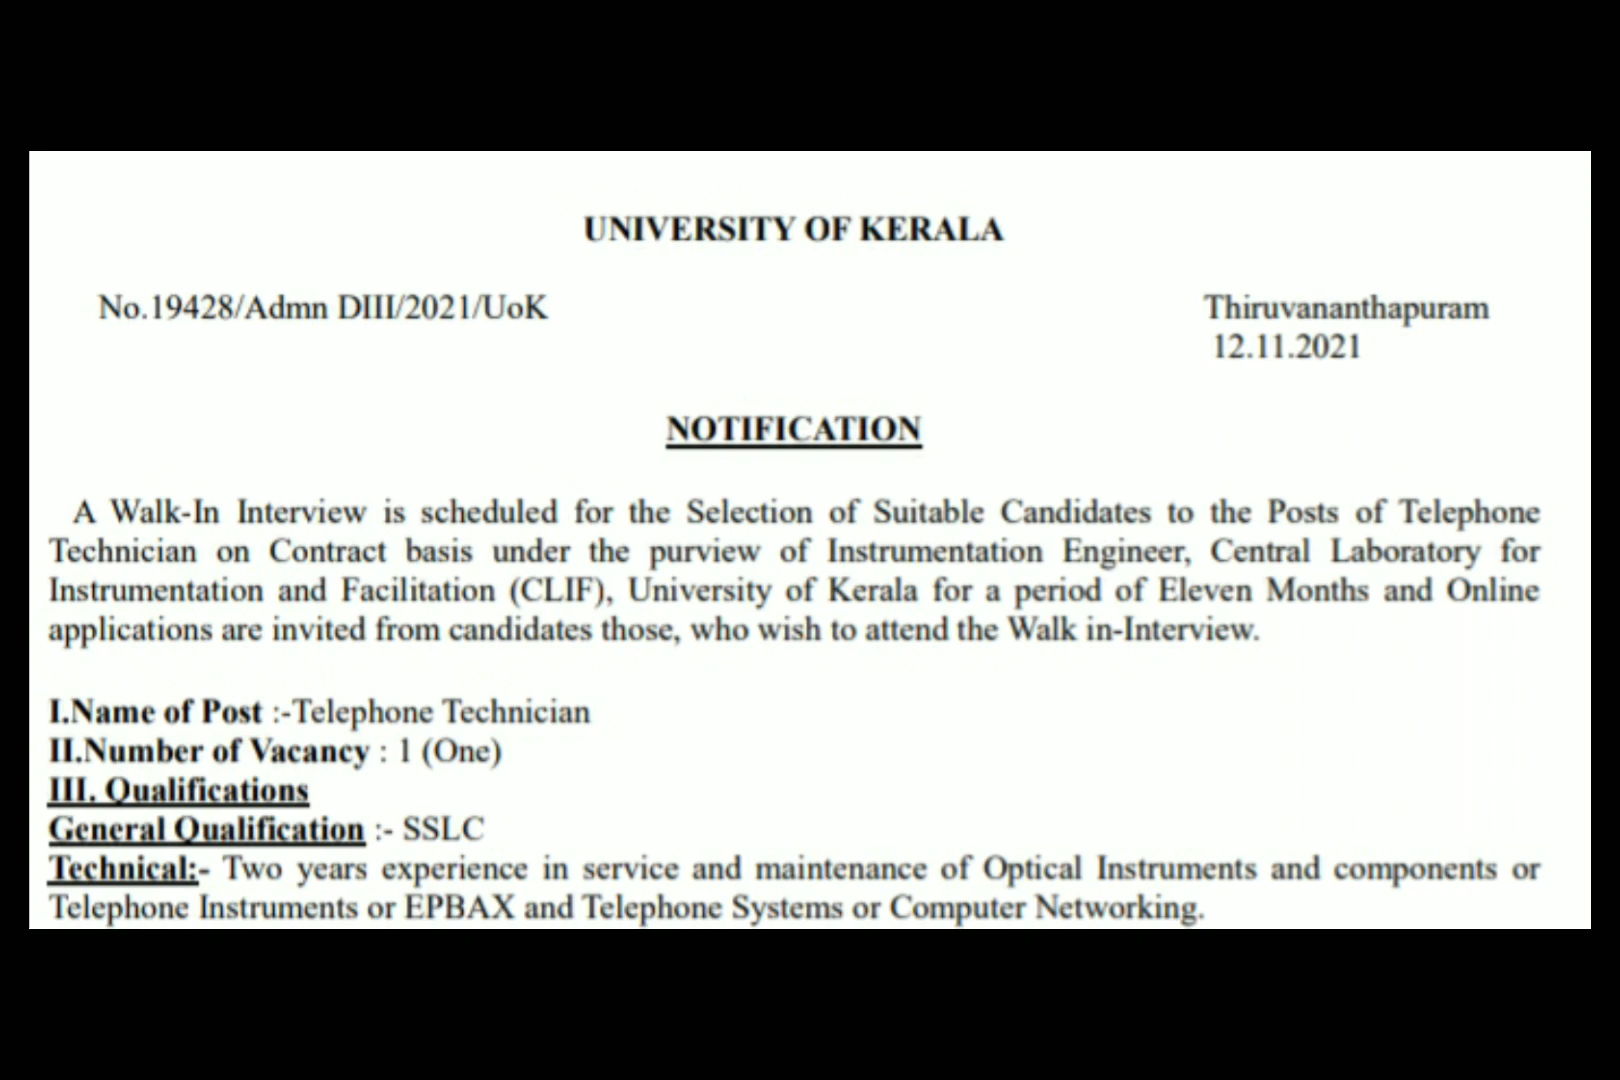 UNIVERSITY OF KERALA
No.19428/Admn DIII/2021/UoK
Thiruvananthapuram
12.11.2021
NOTIFICATION
A Walk-In Interview is scheduled for the Selection of Suitable Candidates to the Posts of Telephone
Technician on Contract basis under the purview of Instrumentation Engineer, Central Laboratory for
Instrumentation and Facilitation (CLIF), University of Kerala for a period of Eleven Months and Online
applications are invited from candidates those, who wish to attend the Walk in-Interview.
I.Name of Post :-Telephone Technician
II.Number of Vacancy : 1 (One)
III. Qualifications
General Qualification :- SSLC
Technical:- Two years experience in service and maintenance of Optical Instruments and components or
Telephone Instruments or EPBAX and Telephone Systems or Computer Networking.